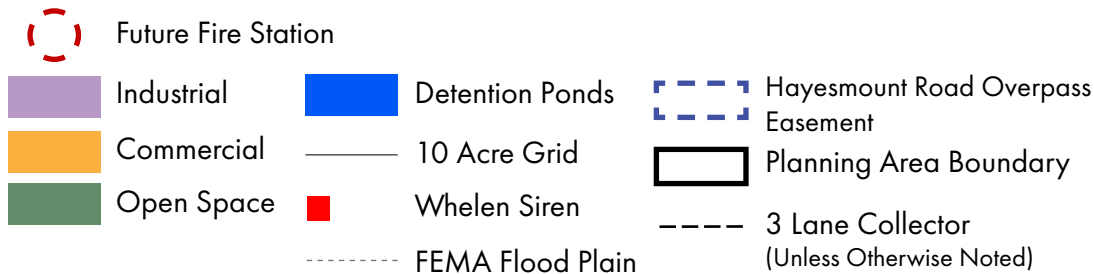 Future Fire Station
Industrial
Commercial
Open Space
Detention Ponds
10 Acre Grid
Whelen Siren
FEMA Flood Plain
Hayesmount Road Overpass
Easement
Planning Area Boundary
3 Lane Collector
(Unless Otherwise Noted)